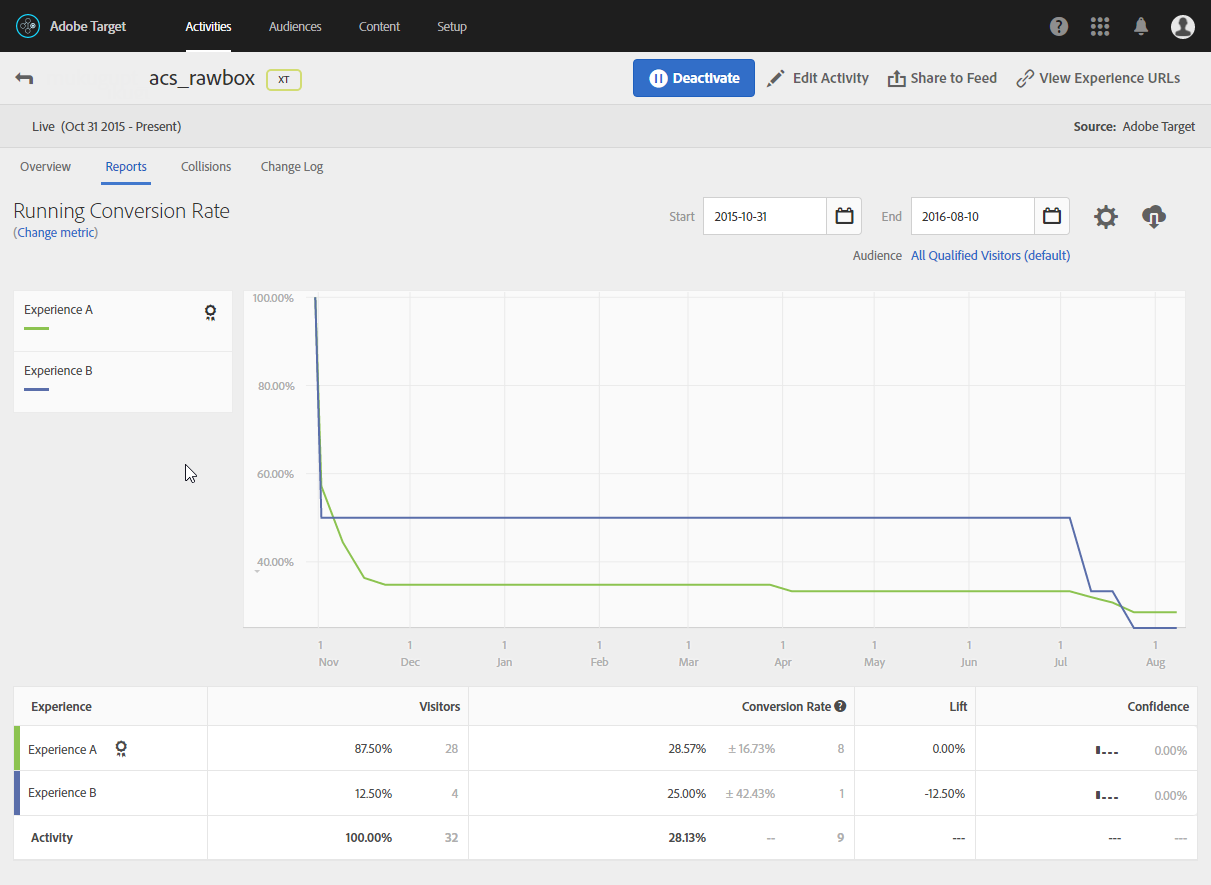 Adobe Target Activities Audiences Content Setup
acs_rawbox XT Deactivate Edit Activity Share to Feed View Experience URLs
Live (Oct 31 2015 - Present) Source: Adobe Target
Overview Reports Collisions Change Log
Running Conversion Rate
(Change metric)
Start 2015-10-31 End 2016-08-10
Audience All Qualified Visitors (default)
Experience A
Experience B
100.00%
80.00%
60.00%
40.00%
1 1 1 1 1 1 1 1 1 1
Nov Dec Jan Feb Mar Apr May Jun Jul Aug
Experience Visitors Conversion Rate ? Lift Confidence
Experience A 87.50% 28 28.57% ± 16.73% 8 0.00% 0.00%
Experience B 12.50% 4 25.00% ± 42.43% 1 -12.50% 0.00%
Activity 100.00% 32 28.13% -- 9 --- --- ---